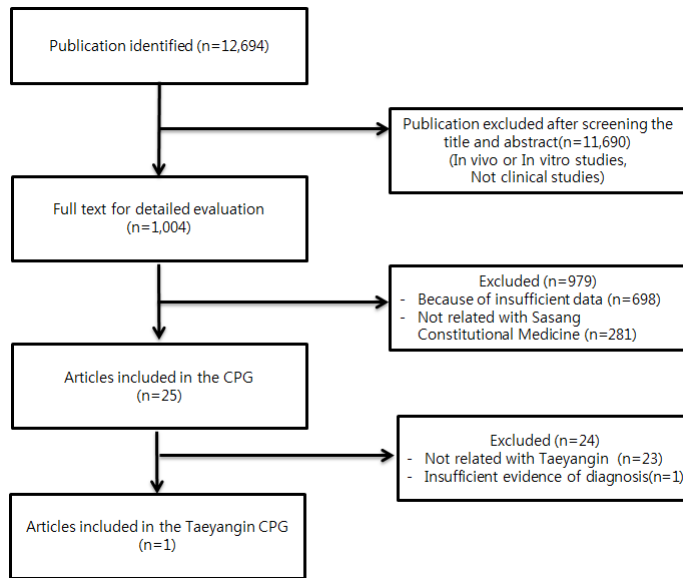 Publication identified (n=12,694)
Publication excluded after screening the
title and abstract(n=11,690)
(In vivo or In vitro studies,
Not clinical studies)
Full text for detailed evaluation
(n=1,004)
Excluded (n=979)
- Because of insufficient data (n=698)
- Not related with Sasang
Constitutional Medicine (n=281)
Articles included in the CPG
(n=25)
Excluded (n=24)
- Not related with Taeyangin (n=23)
- Insufficient evidence of diagnosis(n=1)
Articles included in the Taeyangin CPG
(n=1)